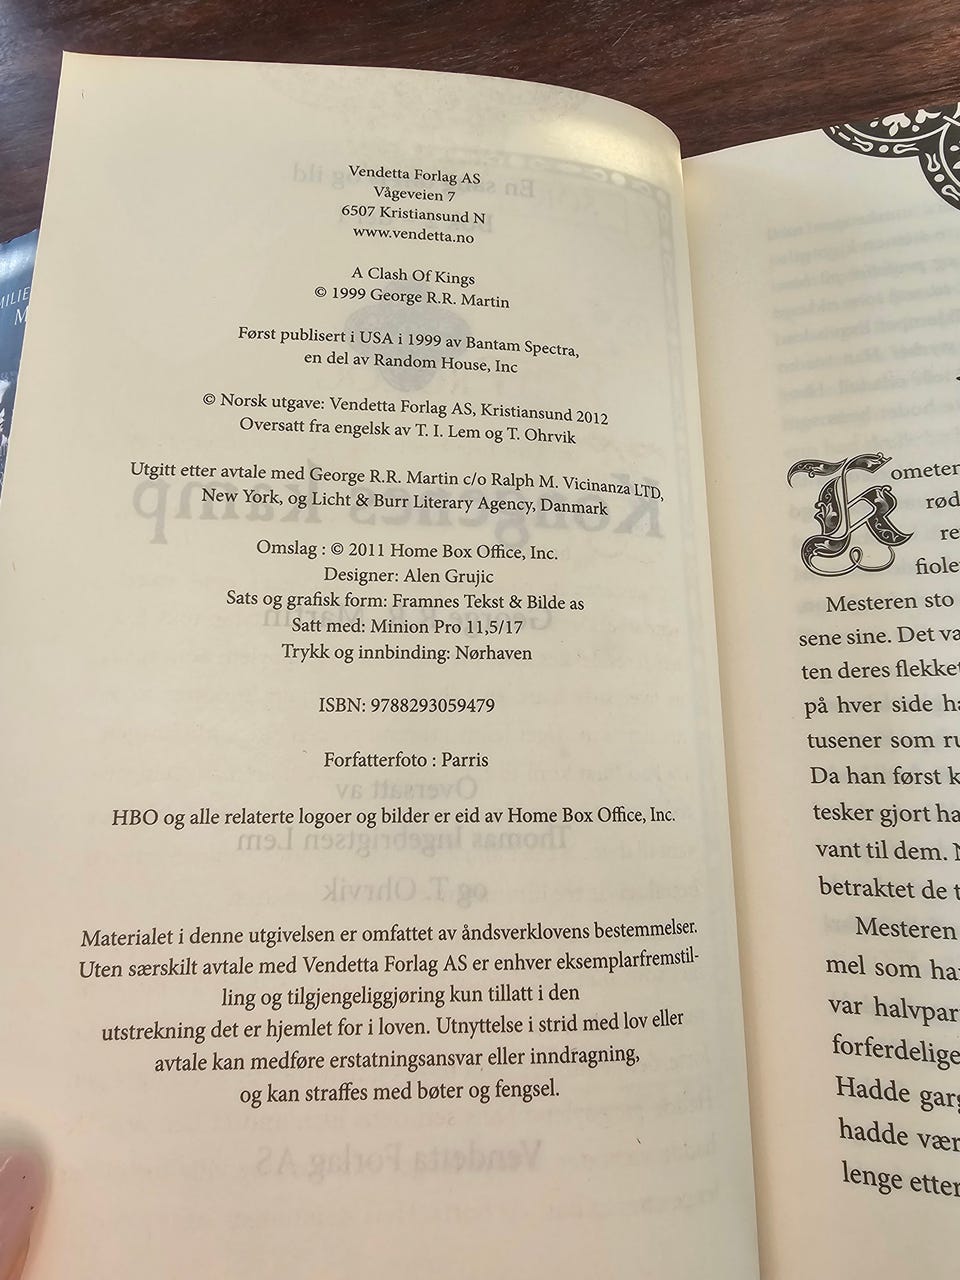 Vendetta Forlag AS
Vågeveien 7
6507 Kristiansund N
www.vendetta.no
A Clash Of Kings
© 1999 George R.R. Martin
Først publisert i USA i 1999 av Bantam Spectra,
en del av Random House, Inc
© Norsk utgave: Vendetta Forlag AS, Kristiansund 2012
Oversatt fra engelsk av T. I. Lem og T. Ohrvik
Utgitt etter avtale med George R.R. Martin c/o Ralph M. Vicinanza LTD,
New York, og Licht & Burr Literary Agency, Danmark
Omslag : © 2011 Home Box Office, Inc.
Designer: Alen Grujic
Sats og grafisk form: Framnes Tekst & Bilde as
Satt med: Minion Pro 11,5/17
Trykk og innbinding: Nørhaven
ISBN: 9788293059479
Forfatterfoto : Parris
HBO og alle relaterte logoer og bilder er eid av Home Box Office, Inc.
Materialet i denne utgivelsen er omfattet av åndsverklovens bestemmelser.
Uten særskilt avtale med Vendetta Forlag AS er enhver eksemplarfremstil-
ling og tilgjengeliggjøring kun tillatt i den
utstrekning det er hjemlet for i loven. Utnyttelse i strid med lov eller
avtale kan medføre erstatningsansvar eller inndragning,
og kan straffes med bøter og fengsel.
Kometen
rød
re
fiole
Mesteren sto
sene sine. Det va
ten deres flekket
på hver side ha
tusener som ru
Da han først k
tesker gjort ha
vant til dem. N
betraktet de t
Mesteren
mel som ha
var halvpar
forferdelige
Hadde garg
hadde vær
lenge etter